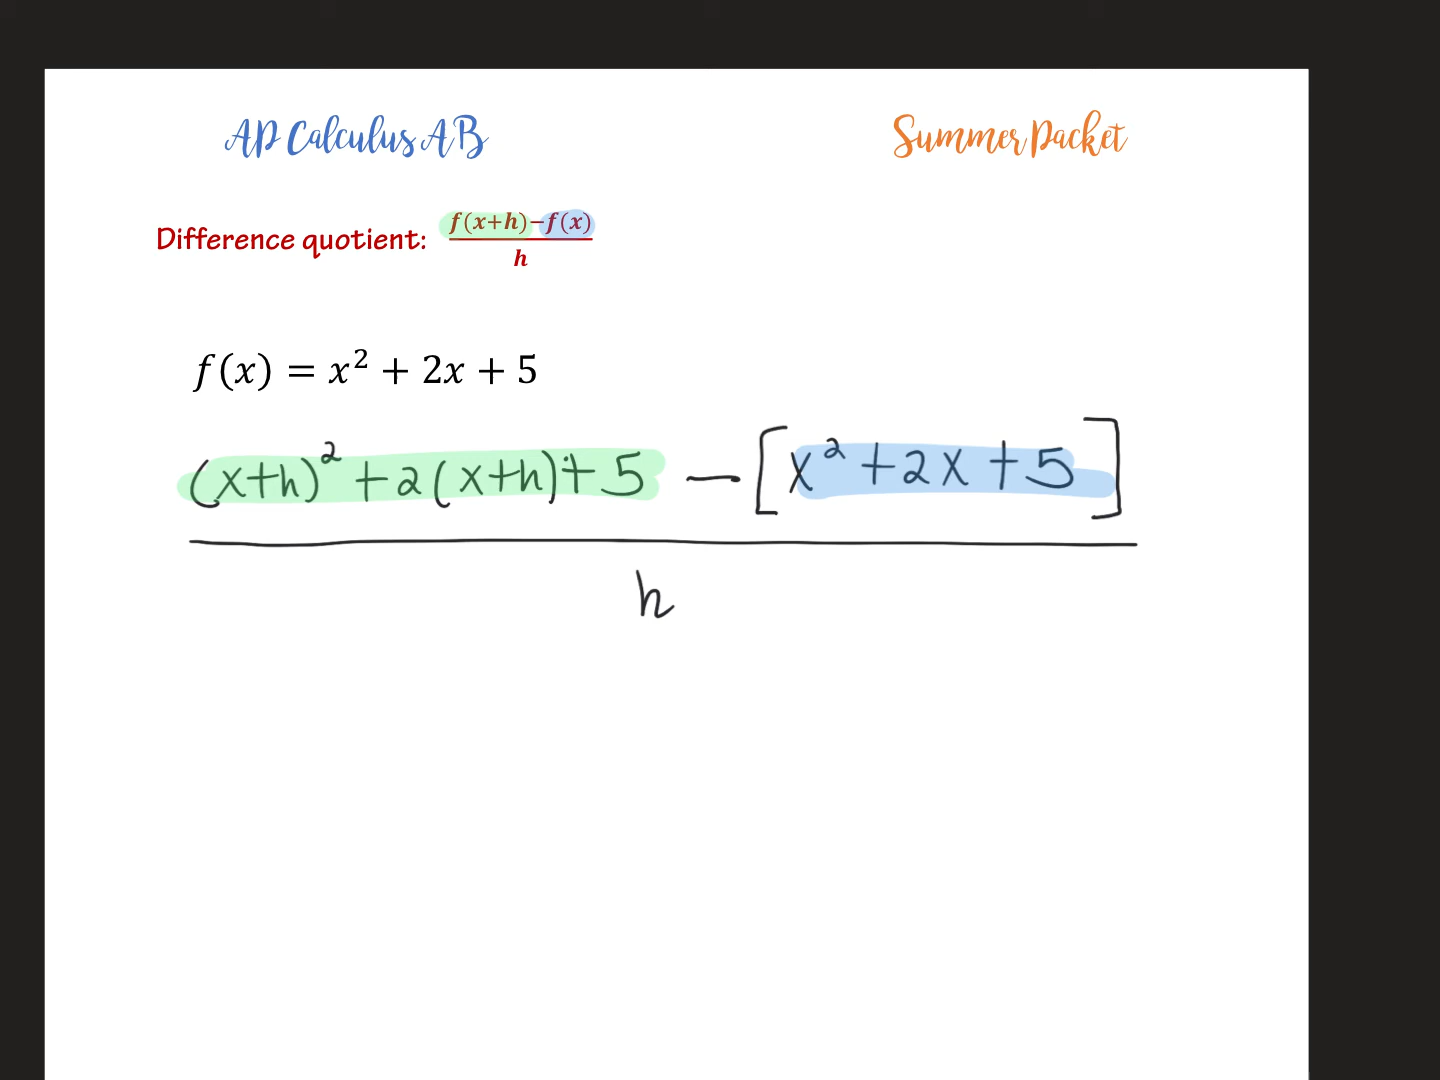 AP Calculus AB Summer Packet
Difference quotient: f(x+h)−f(x)
h
f(x) = x² + 2x + 5
(x+h)² + 2(x+h) + 5 − [x² + 2x + 5]
h